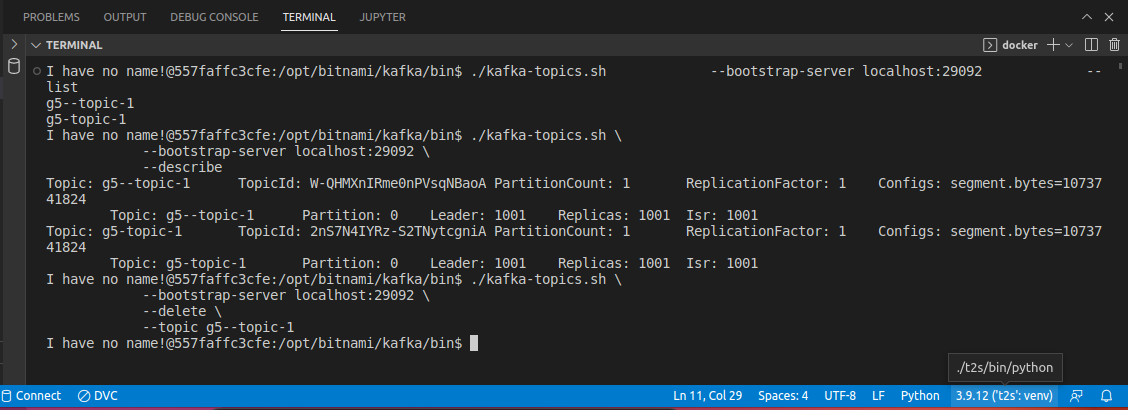 PROBLEMS OUTPUT DEBUG CONSOLE TERMINAL JUPYTER
TERMINAL docker
I have no name!@557faffc3cfe:/opt/bitnami/kafka/bin$ ./kafka-topics.sh             --bootstrap-server localhost:29092             --
list
g5--topic-1
g5-topic-1
I have no name!@557faffc3cfe:/opt/bitnami/kafka/bin$ ./kafka-topics.sh \
            --bootstrap-server localhost:29092 \
            --describe
Topic: g5--topic-1      TopicId: W-QHMXnIRme0nPVsqNBaoA PartitionCount: 1       ReplicationFactor: 1    Configs: segment.bytes=10737
41824
        Topic: g5--topic-1      Partition: 0    Leader: 1001    Replicas: 1001  Isr: 1001
Topic: g5-topic-1       TopicId: 2nS7N4IYRz-S2TNytcgniA PartitionCount: 1       ReplicationFactor: 1    Configs: segment.bytes=10737
41824
        Topic: g5-topic-1       Partition: 0    Leader: 1001    Replicas: 1001  Isr: 1001
I have no name!@557faffc3cfe:/opt/bitnami/kafka/bin$ ./kafka-topics.sh \
            --bootstrap-server localhost:29092 \
            --delete \
            --topic g5--topic-1
I have no name!@557faffc3cfe:/opt/bitnami/kafka/bin$
./t2s/bin/python
Connect DVC Ln 11, Col 29 Spaces: 4 UTF-8 LF Python 3.9.12 ('t2s': venv)